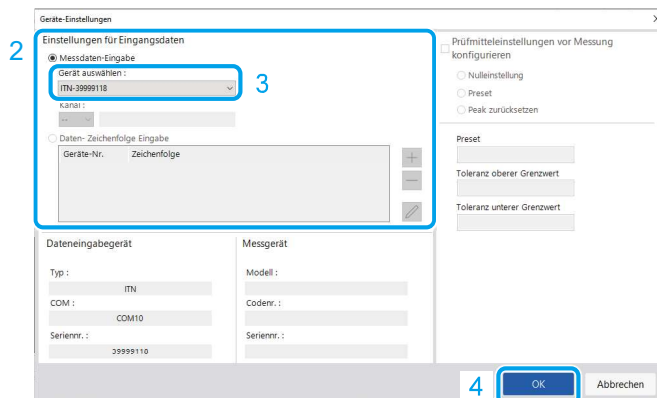 Geräte-Einstellungen
2
Einstellungen für Eingangsdaten
Messdaten-Eingabe
Gerät auswählen :
ITN-39999118
3
Kanal :
--
Daten- Zeichenfolge Eingabe
Geräte-Nr. Zeichenfolge
Prüfmitteleinstellungen vor Messung
konfigurieren
Nulleinstellung
Preset
Peak zurücksetzen
Preset
Toleranz oberer Grenzwert
Toleranz unterer Grenzwert
Dateneingabegerät
Typ :
ITN
COM :
COM10
Seriennr. :
39999118
Messgerät
Modell :
Codenr. :
Seriennr. :
4
OK
Abbrechen